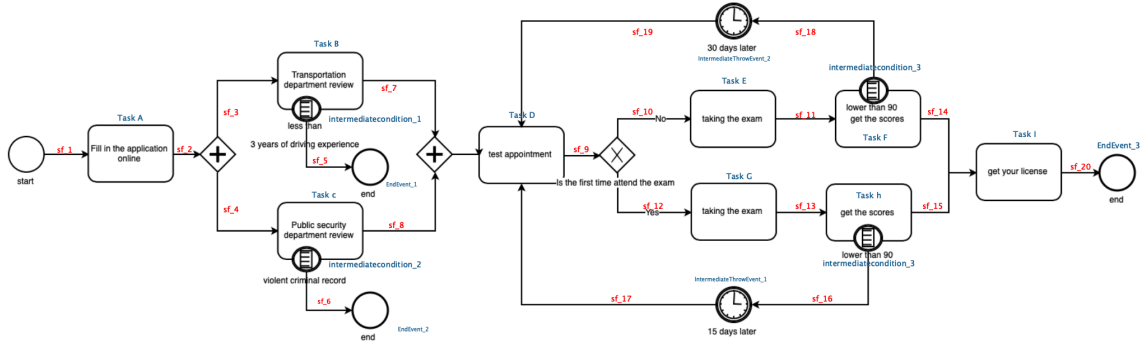 sf_19
sf_18
30 days later
IntermediateThrowEvent_2
Task B
intermediatecondition_3
Transportation
department review
sf_7
Task E
sf_3
less than
intermediatecondition_1
Task A
Task D
sf_10
No
taking the exam
sf_11
lower than 90
get the scores
sf_14
Task F
Task I
Fill in the application
online
sf_1
sf_2
3 years of driving experience
sf_5
test appointment
sf_9
EndEvent_3
start
end
EndEvent_1
Is the first time attend the exam
Task G
get your license
sf_20
end
Task c
sf_4
Public security
department review
sf_8
sf_12
Yes
taking the exam
sf_13
Task h
get the scores
sf_15
intermediatecondition_2
violent criminal record
lower than 90
intermediatecondition_3
IntermediateThrowEvent_1
sf_6
sf_17
sf_16
end
EndEvent_2
15 days later